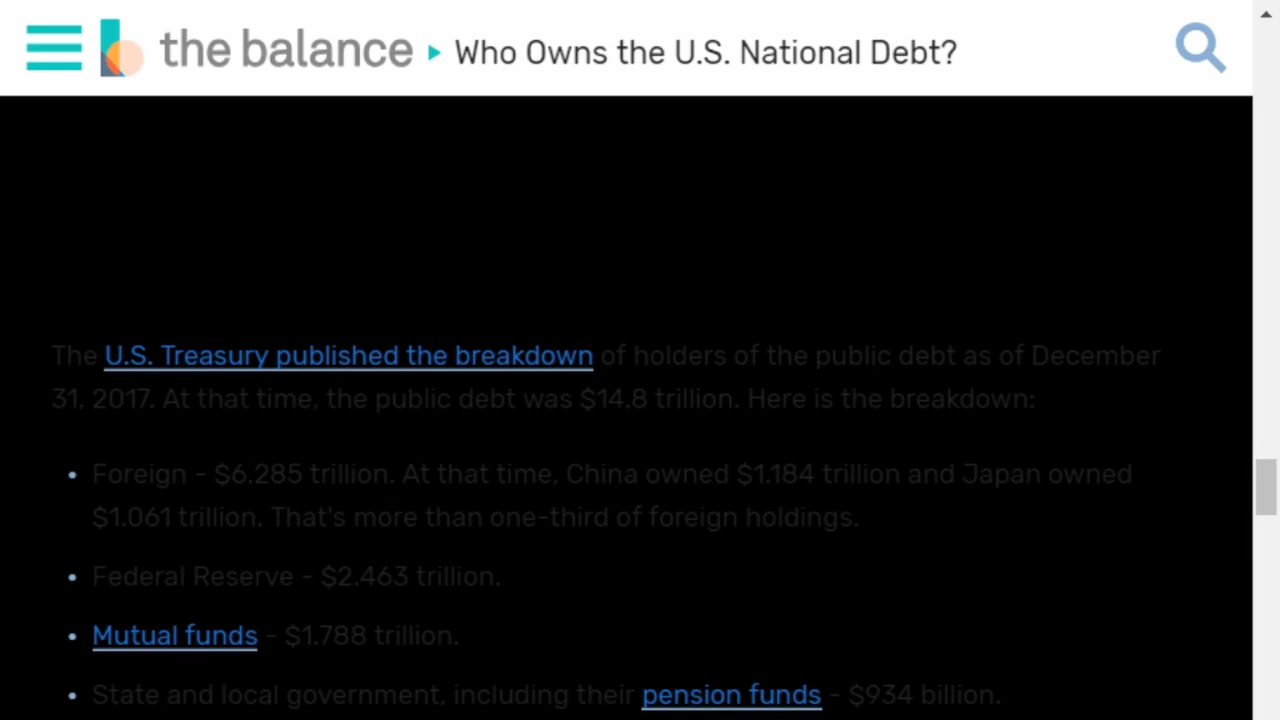 the balance ▸ Who Owns the U.S. National Debt?
The U.S. Treasury published the breakdown of holders of the public debt as of December
31, 2017. At that time, the public debt was $14.8 trillion. Here is the breakdown:
• Foreign - $6.285 trillion. At that time, China owned $1.184 trillion and Japan owned
$1.061 trillion. That's more than one-third of foreign holdings.
• Federal Reserve - $2.463 trillion.
• Mutual funds - $1.788 trillion.
• State and local government, including their pension funds - $934 billion.